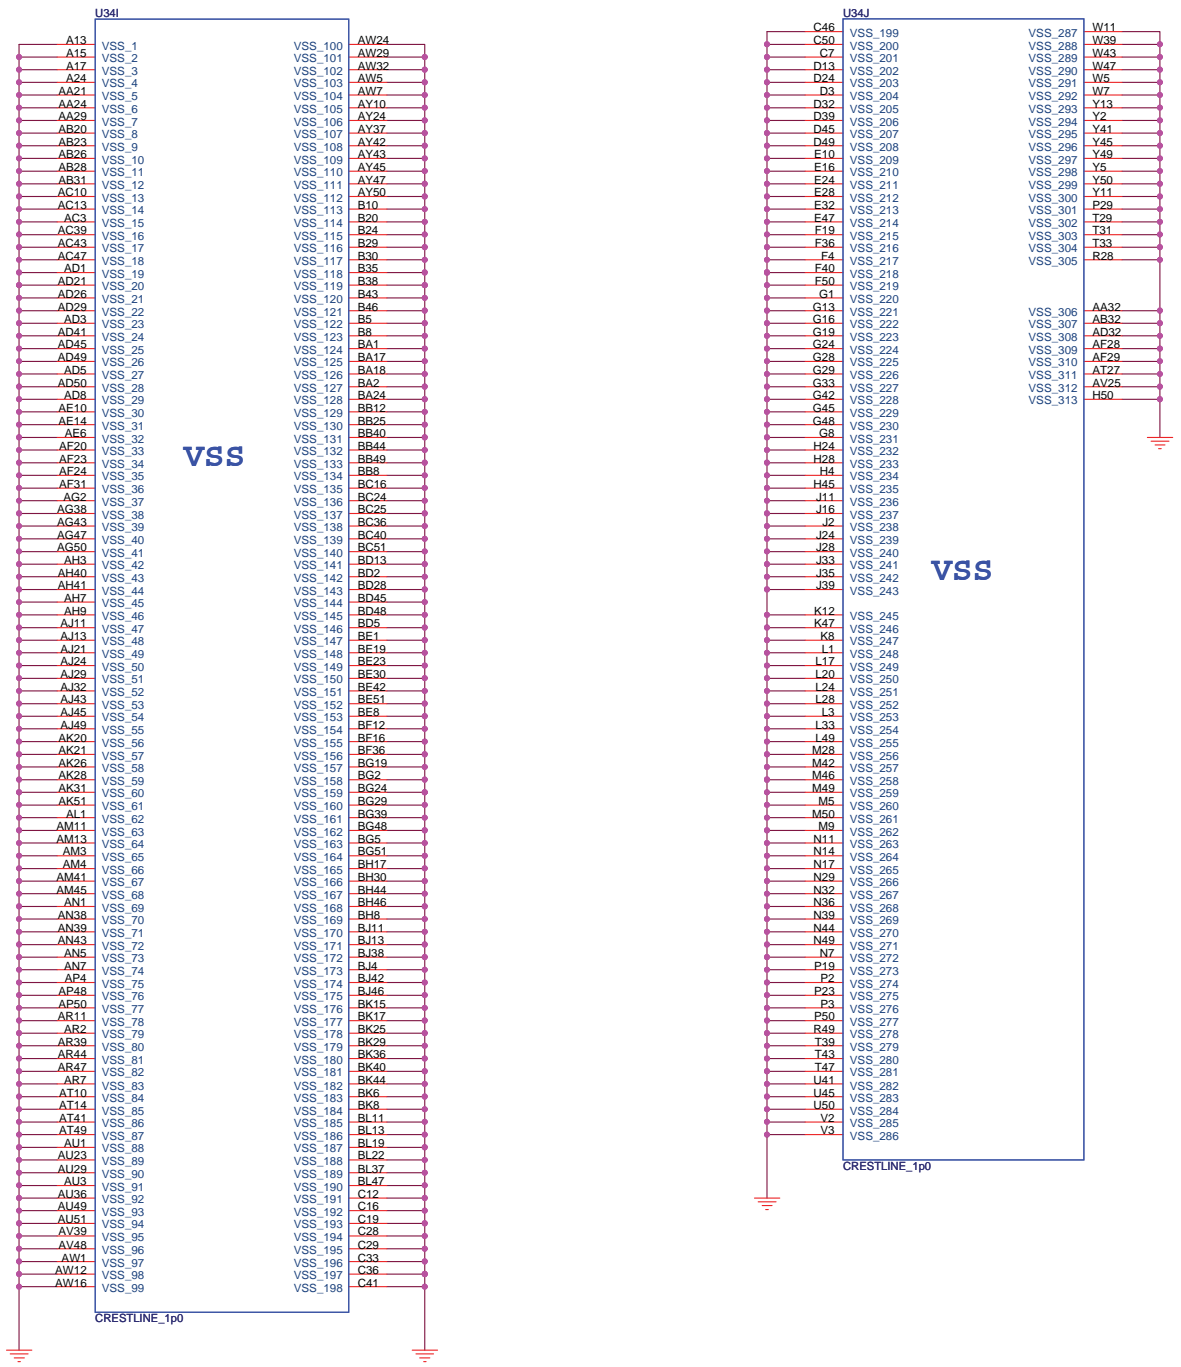 U34I
A13 VSS_1 VSS_100 AW24
A15 VSS_2 VSS_101 AW29
A17 VSS_3 VSS_102 AW32
A24 VSS_4 VSS_103 AW5
AA21 VSS_5 VSS_104 AW7
AA24 VSS_6 VSS_105 AY10
AA29 VSS_7 VSS_106 AY24
AB20 VSS_8 VSS_107 AY37
AB23 VSS_9 VSS_108 AY42
AB26 VSS_10 VSS_109 AY43
AB28 VSS_11 VSS_110 AY45
AB31 VSS_12 VSS_111 AY47
AC10 VSS_13 VSS_112 AY50
AC13 VSS_14 VSS_113 B10
AC3 VSS_15 VSS_114 B20
AC39 VSS_16 VSS_115 B24
AC43 VSS_17 VSS_116 B29
AC47 VSS_18 VSS_117 B30
AD1 VSS_19 VSS_118 B35
AD21 VSS_20 VSS_119 B38
AD26 VSS_21 VSS_120 B43
AD29 VSS_22 VSS_121 B46
AD3 VSS_23 VSS_122 B5
AD41 VSS_24 VSS_123 B8
AD45 VSS_25 VSS_124 BA1
AD49 VSS_26 VSS_125 BA17
AD5 VSS_27 VSS_126 BA18
AD50 VSS_28 VSS_127 BA2
AD8 VSS_29 VSS_128 BA24
AE10 VSS_30 VSS_129 BB12
AE14 VSS_31 VSS_130 BB25
AE6 VSS_32 VSS_131 BB40
AF20 VSS_33 VSS_132 BB44
AF23 VSS_34 VSS_133 BB49
AF24 VSS_35 VSS_134 BB8
AF31 VSS_36 VSS_135 BC16
AG2 VSS_37 VSS_136 BC24
AG38 VSS_38 VSS_137 BC25
AG43 VSS_39 VSS_138 BC36
AG47 VSS_40 VSS_139 BC40
AG50 VSS_41 VSS_140 BC51
AH3 VSS_42 VSS_141 BD13
AH40 VSS_43 VSS_142 BD2
AH41 VSS_44 VSS_143 BD28
AH7 VSS_45 VSS_144 BD45
AH9 VSS_46 VSS_145 BD48
AJ11 VSS_47 VSS_146 BD5
AJ13 VSS_48 VSS_147 BE1
AJ21 VSS_49 VSS_148 BE19
AJ24 VSS_50 VSS_149 BE23
AJ29 VSS_51 VSS_150 BE30
AJ32 VSS_52 VSS_151 BE42
AJ43 VSS_53 VSS_152 BE51
AJ45 VSS_54 VSS_153 BE8
AJ49 VSS_55 VSS_154 BF12
AK20 VSS_56 VSS_155 BF16
AK21 VSS_57 VSS_156 BF36
AK26 VSS_58 VSS_157 BG19
AK28 VSS_59 VSS_158 BG2
AK31 VSS_60 VSS_159 BG24
AK51 VSS_61 VSS_160 BG29
AL1 VSS_62 VSS_161 BG39
AM11 VSS_63 VSS_162 BG48
AM13 VSS_64 VSS_163 BG5
AM3 VSS_65 VSS_164 BG51
AM4 VSS_66 VSS_165 BH17
AM41 VSS_67 VSS_166 BH30
AM45 VSS_68 VSS_167 BH44
AN1 VSS_69 VSS_168 BH46
AN38 VSS_70 VSS_169 BH8
AN39 VSS_71 VSS_170 BJ11
AN43 VSS_72 VSS_171 BJ13
AN5 VSS_73 VSS_172 BJ38
AN7 VSS_74 VSS_173 BJ4
AP4 VSS_75 VSS_174 BJ42
AP48 VSS_76 VSS_175 BJ46
AP50 VSS_77 VSS_176 BK15
AR11 VSS_78 VSS_177 BK17
AR2 VSS_79 VSS_178 BK25
AR39 VSS_80 VSS_179 BK29
AR44 VSS_81 VSS_180 BK36
AR47 VSS_82 VSS_181 BK40
AR7 VSS_83 VSS_182 BK44
AT10 VSS_84 VSS_183 BK6
AT14 VSS_85 VSS_184 BK8
AT41 VSS_86 VSS_185 BL11
AT49 VSS_87 VSS_186 BL13
AU1 VSS_88 VSS_187 BL19
AU23 VSS_89 VSS_188 BL22
AU29 VSS_90 VSS_189 BL37
AU3 VSS_91 VSS_190 BL47
AU36 VSS_92 VSS_191 C12
AU49 VSS_93 VSS_192 C16
AU51 VSS_94 VSS_193 C19
AV39 VSS_95 VSS_194 C28
AV48 VSS_96 VSS_195 C29
AW1 VSS_97 VSS_196 C33
AW12 VSS_98 VSS_197 C36
AW16 VSS_99 VSS_198 C41
VSS
CRESTLINE_1p0
U34J
C46 VSS_199 VSS_287 W11
C50 VSS_200 VSS_288 W39
C7 VSS_201 VSS_289 W43
D13 VSS_202 VSS_290 W47
D24 VSS_203 VSS_291 W5
D3 VSS_204 VSS_292 W7
D32 VSS_205 VSS_293 Y13
D39 VSS_206 VSS_294 Y2
D45 VSS_207 VSS_295 Y41
D49 VSS_208 VSS_296 Y45
E10 VSS_209 VSS_297 Y49
E16 VSS_210 VSS_298 Y5
E24 VSS_211 VSS_299 Y50
E28 VSS_212 VSS_300 Y11
E32 VSS_213 VSS_301 P29
E47 VSS_214 VSS_302 T29
F19 VSS_215 VSS_303 T31
F36 VSS_216 VSS_304 T33
F4 VSS_217 VSS_305 R28
F40 VSS_218
F50 VSS_219
G1 VSS_220
G13 VSS_221 VSS_306 AA32
G16 VSS_222 VSS_307 AB32
G19 VSS_223 VSS_308 AD32
G24 VSS_224 VSS_309 AF28
G28 VSS_225 VSS_310 AF29
G29 VSS_226 VSS_311 AT27
G33 VSS_227 VSS_312 AV25
G42 VSS_228 VSS_313 H50
G45 VSS_229
G48 VSS_230
G8 VSS_231
H24 VSS_232
H28 VSS_233
H4 VSS_234
H45 VSS_235
J11 VSS_236
J16 VSS_237
J2 VSS_238
J24 VSS_239
J28 VSS_240
J33 VSS_241
J35 VSS_242
J39 VSS_243
VSS
K12 VSS_245
K47 VSS_246
K8 VSS_247
L1 VSS_248
L17 VSS_249
L20 VSS_250
L24 VSS_251
L28 VSS_252
L3 VSS_253
L33 VSS_254
L49 VSS_255
M28 VSS_256
M42 VSS_257
M46 VSS_258
M49 VSS_259
M5 VSS_260
M50 VSS_261
M9 VSS_262
N11 VSS_263
N14 VSS_264
N17 VSS_265
N29 VSS_266
N32 VSS_267
N36 VSS_268
N39 VSS_269
N44 VSS_270
N49 VSS_271
N7 VSS_272
P19 VSS_273
P2 VSS_274
P23 VSS_275
P3 VSS_276
P50 VSS_277
R49 VSS_278
T39 VSS_279
T43 VSS_280
T47 VSS_281
U41 VSS_282
U45 VSS_283
U50 VSS_284
V2 VSS_285
V3 VSS_286
CRESTLINE_1p0